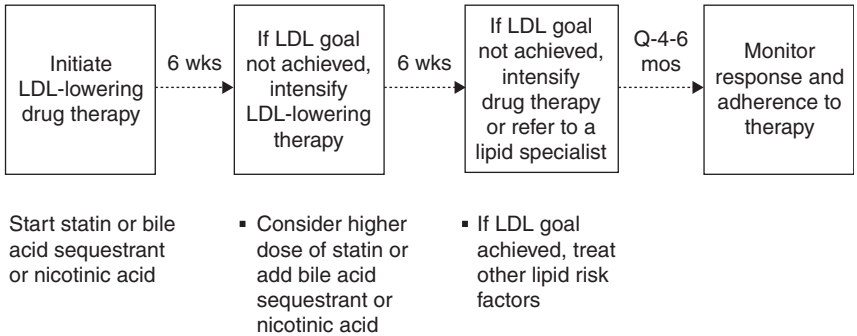 Initiate
LDL-lowering
drug therapy
6 wks
If LDL goal
not achieved,
intensify
LDL-lowering
therapy
6 wks
If LDL goal
not achieved,
intensify
drug therapy
or refer to a
lipid specialist
Q-4-6
mos
Monitor
response and
adherence to
therapy
Start statin or bile
acid sequestrant
or nicotinic acid
▪ Consider higher
dose of statin or
add bile acid
sequestrant or
nicotinic acid
▪ If LDL goal
achieved, treat
other lipid risk
factors